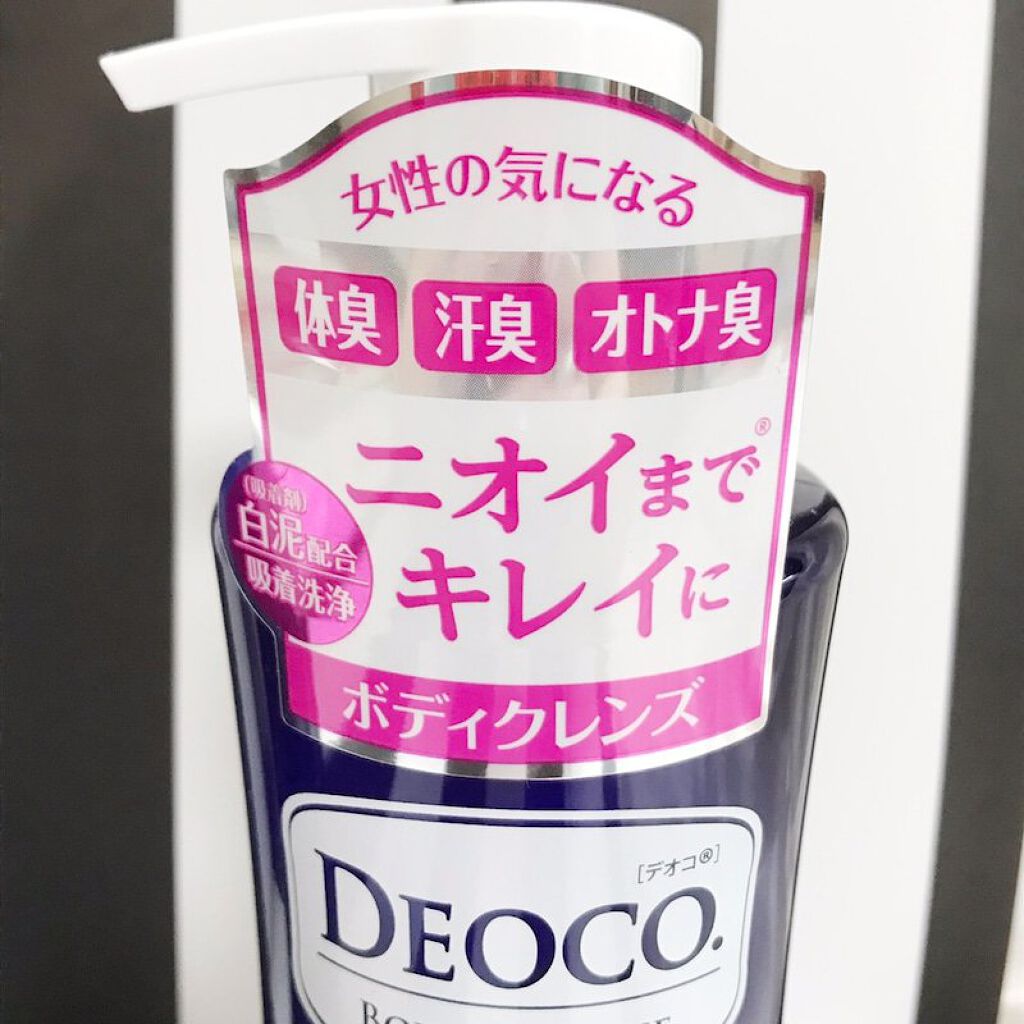 女性の気になる
体臭 汗臭 オトナ臭
ニオイまで®
キレイに
(吸着剤)
白泥配合
吸着洗浄
ボディクレンズ
[デオコ®]
DEOCO.